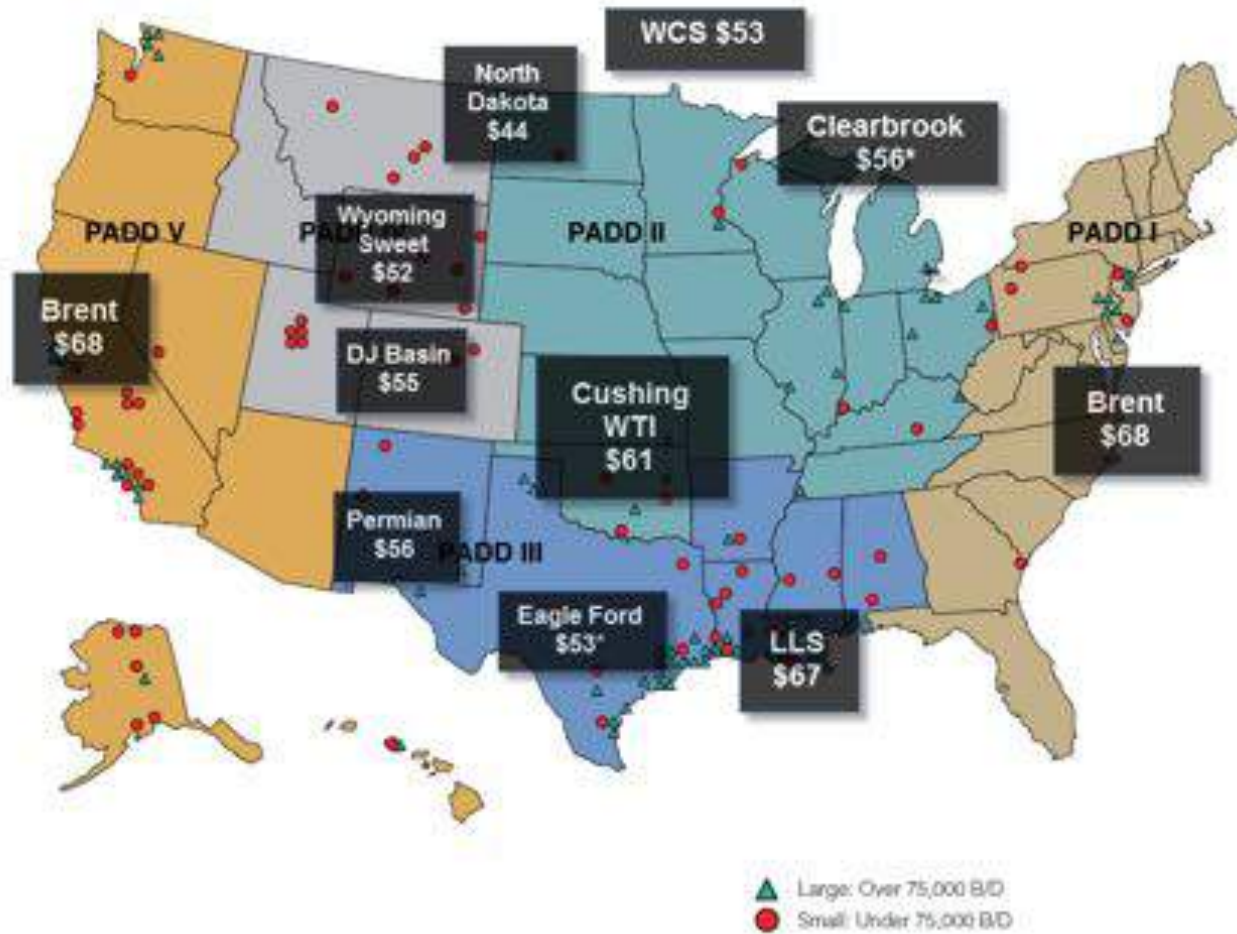 WCS $53
North
Dakota
$44
Clearbrook
$56*
Wyoming
Sweet
$52
PADD V
PADD II
PADD I
Brent
$68
DJ Basin
$55
Cushing
WTI
$61
Brent
$68
Permian
$56
PADD III
Eagle Ford
$53*
LLS
$67
Large: Over 75,000 B/D
Small: Under 75,000 B/D